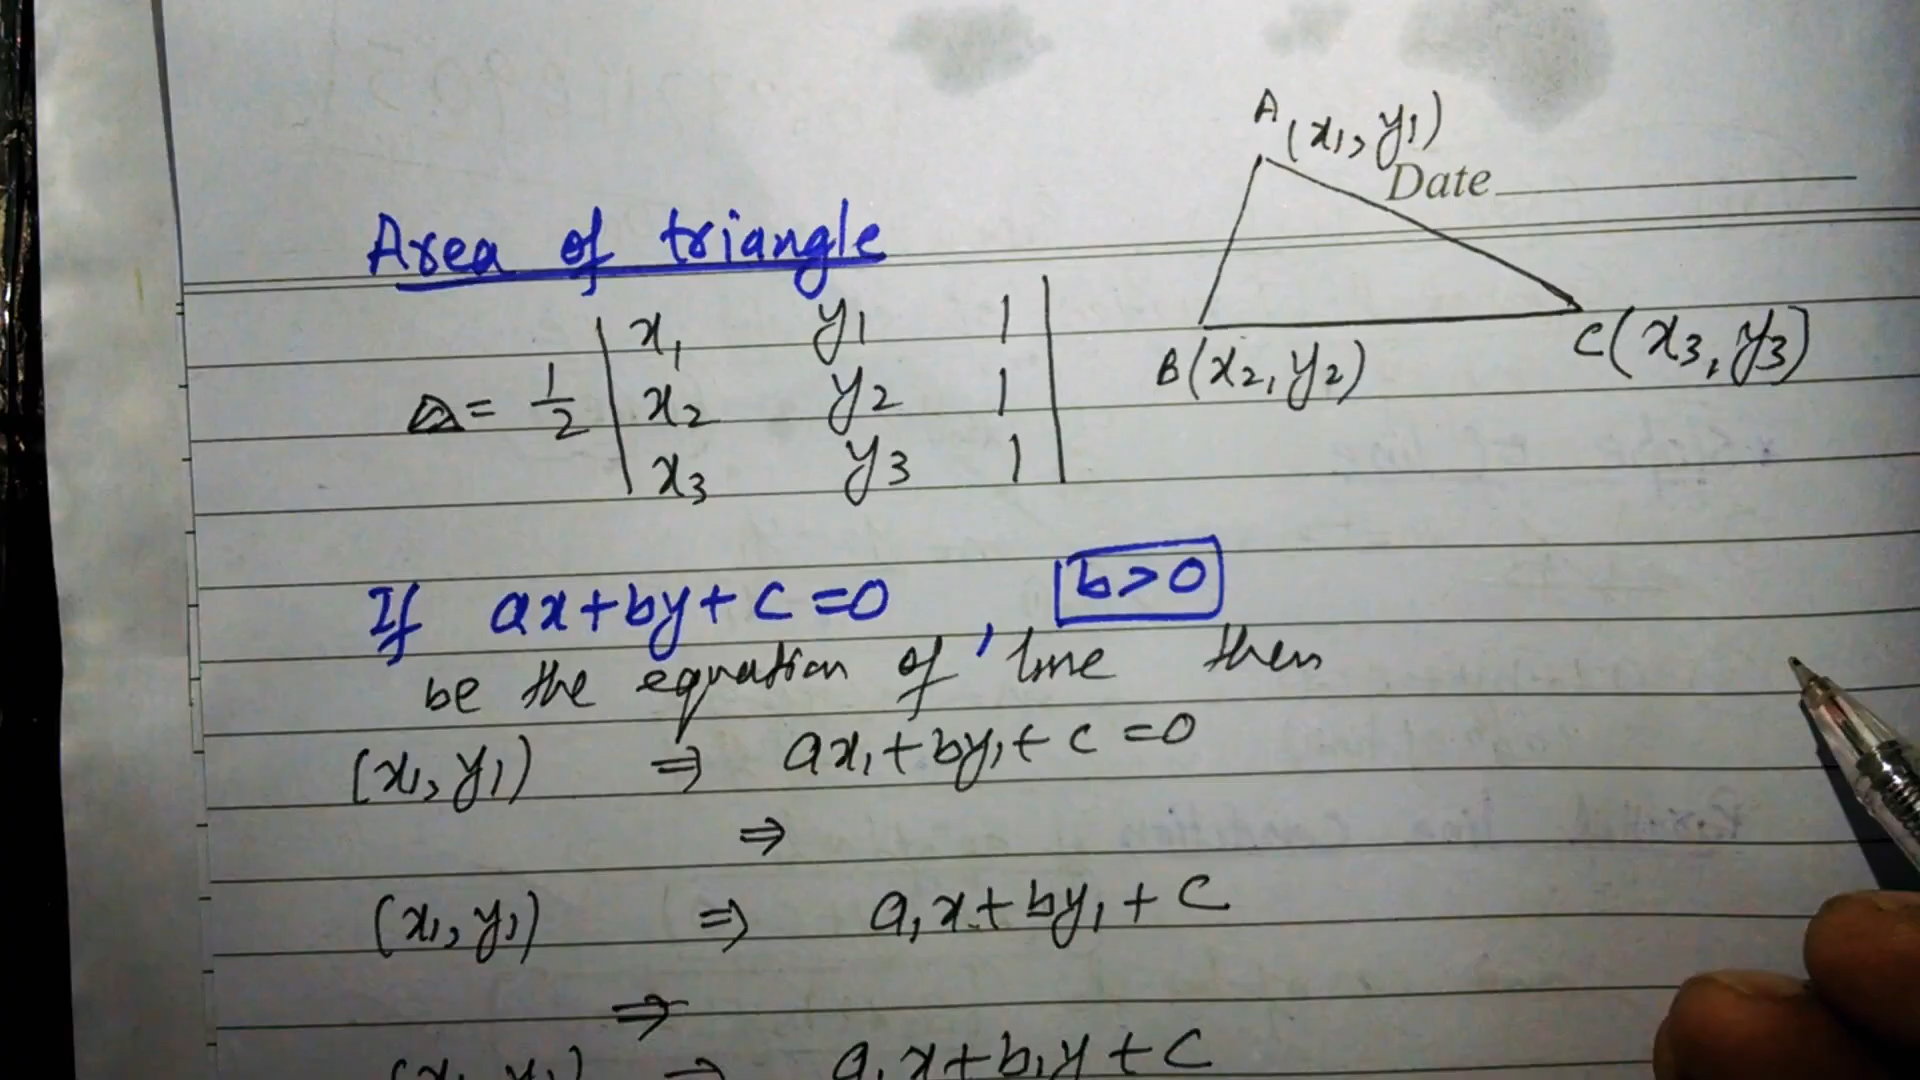 A(x₁, y₁)
Date
Area of triangle
Δ = 1/2 | x₁ y₁ 1 |
| x₂ y₂ 1 |
| x₃ y₃ 1 |
B(x₂, y₂)
C(x₃, y₃)
If ax+by+c=0, b>0
be the equation of line then
(x₁, y₁) ⇒ ax₁+by₁+c=0
⇒
(x₁, y₁) ⇒ a₁x+by₁+c
⇒
a₁x+b₁y+c